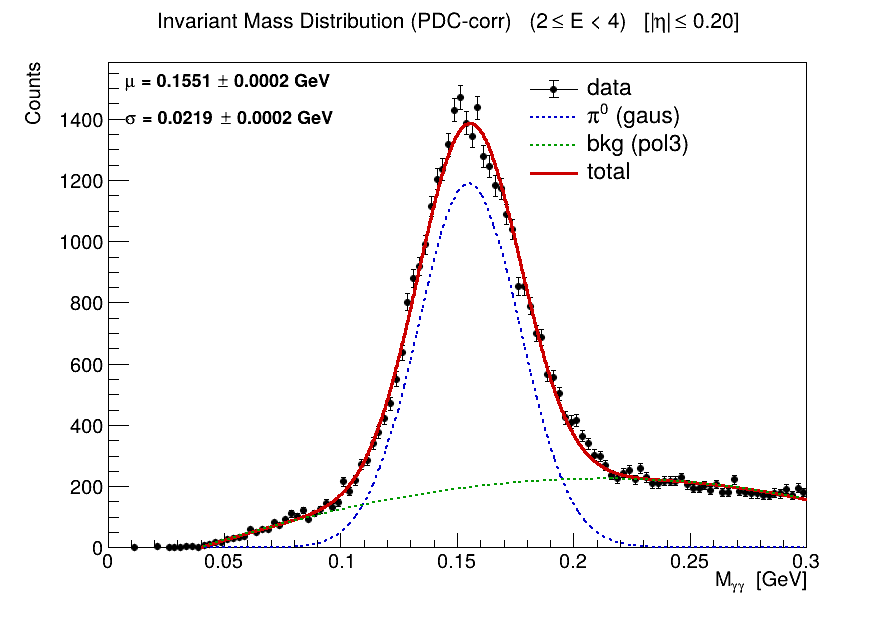 Invariant Mass Distribution (PDC-corr) (2 ≤ E < 4) [|η| ≤ 0.20]
Counts
μ = 0.1551 ± 0.0002 GeV
σ = 0.0219 ± 0.0002 GeV
data
π⁰ (gaus)
bkg (pol3)
total
1400
1200
1000
800
600
400
200
0
0 0.05 0.1 0.15 0.2 0.25 0.3
Mγγ [GeV]